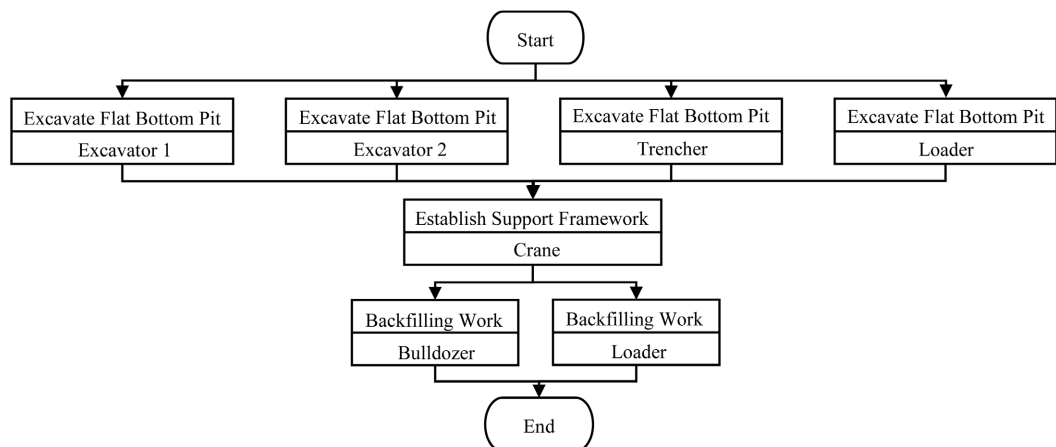 Start
Excavate Flat Bottom Pit
Excavator 1
Excavate Flat Bottom Pit
Excavator 2
Excavate Flat Bottom Pit
Trencher
Excavate Flat Bottom Pit
Loader
Establish Support Framework
Crane
Backfilling Work
Bulldozer
Backfilling Work
Loader
End